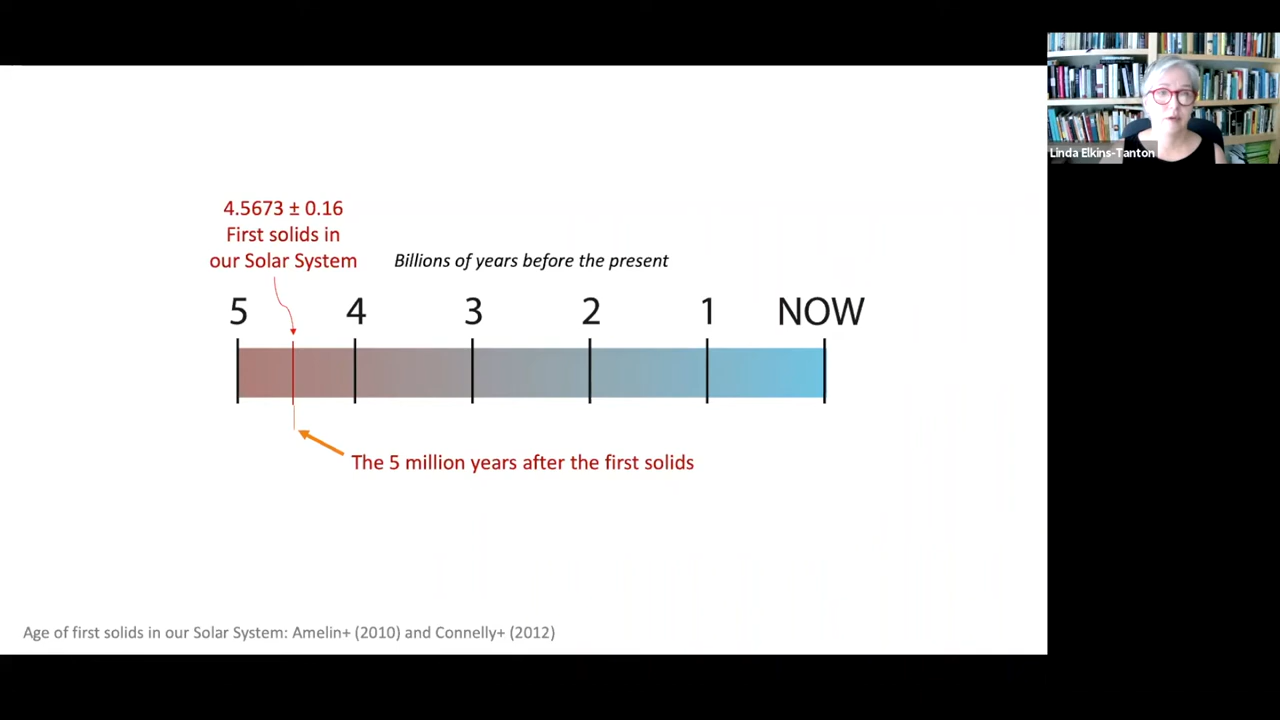 4.5673 ± 0.16
First solids in
our Solar System
Billions of years before the present
5 4 3 2 1 NOW
The 5 million years after the first solids
Age of first solids in our Solar System: Amelin+ (2010) and Connelly+ (2012)
Linda Elkins-Tanton